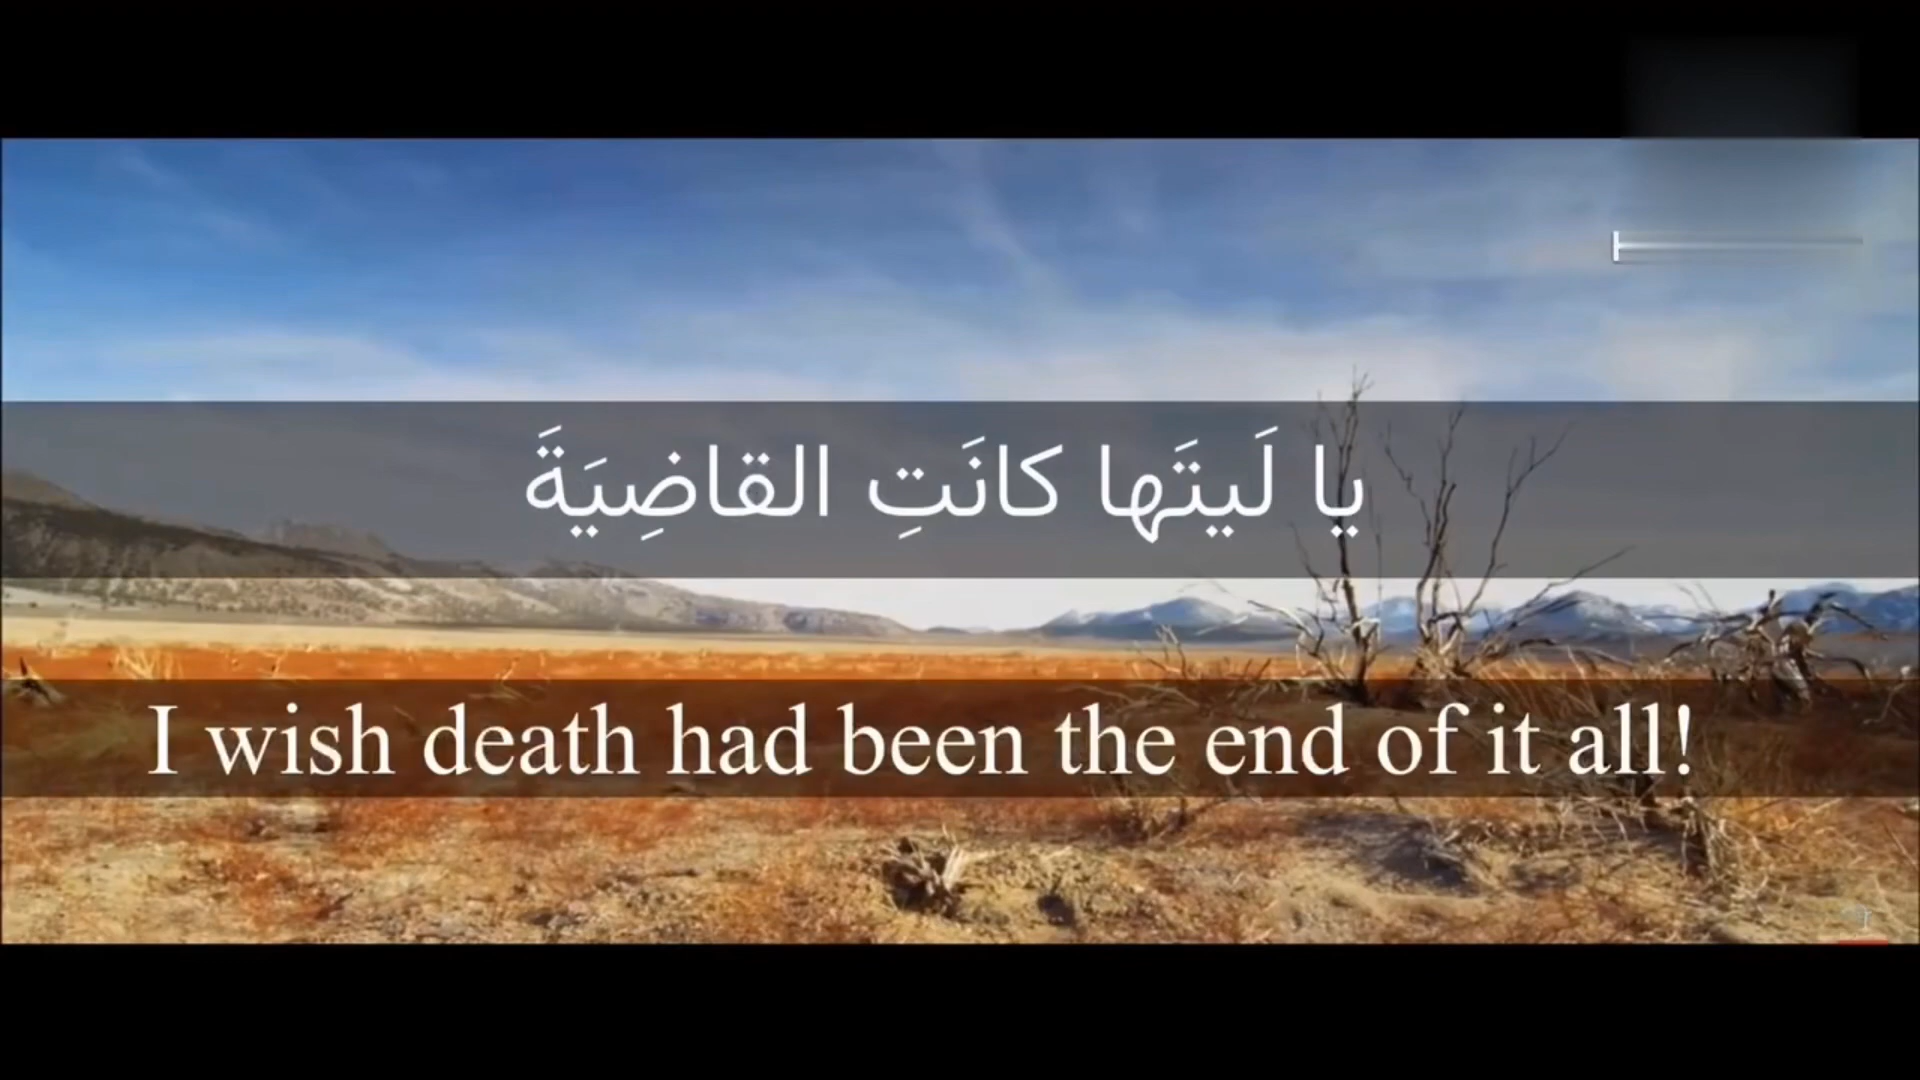 يا لَيتَها كانَتِ القاضِيَةَ
I wish death had been the end of it all!